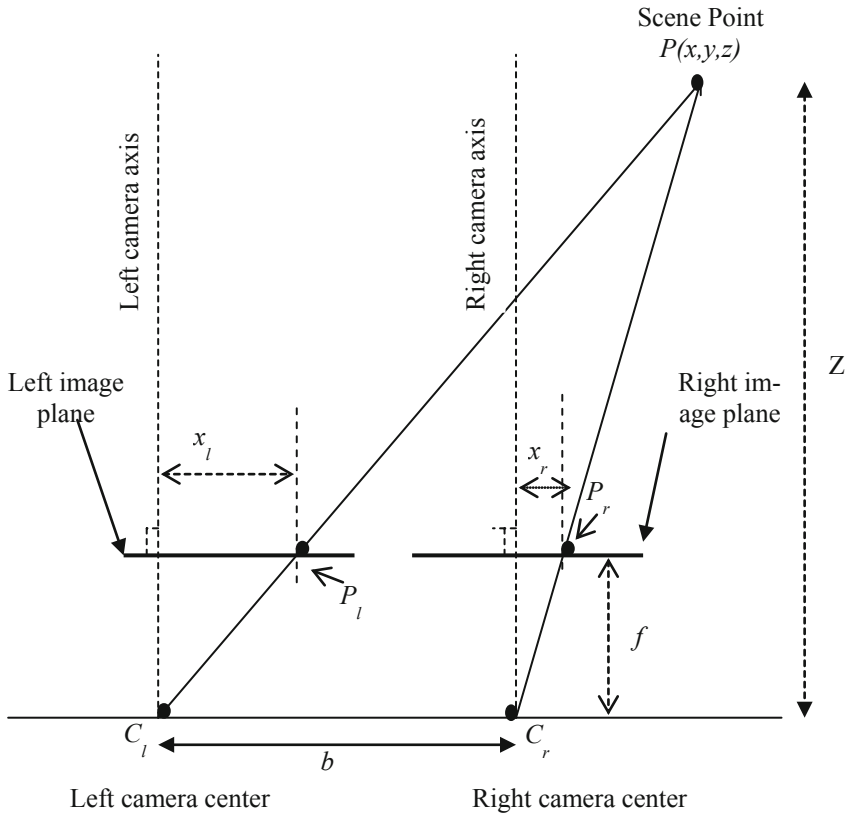 Scene Point
P(x,y,z)
Left camera axis
Right camera axis
Z
Left image
plane
Right im-
age plane
x_l
x_r
P_r
P_l
f
C_l
C_r
b
Left camera center
Right camera center